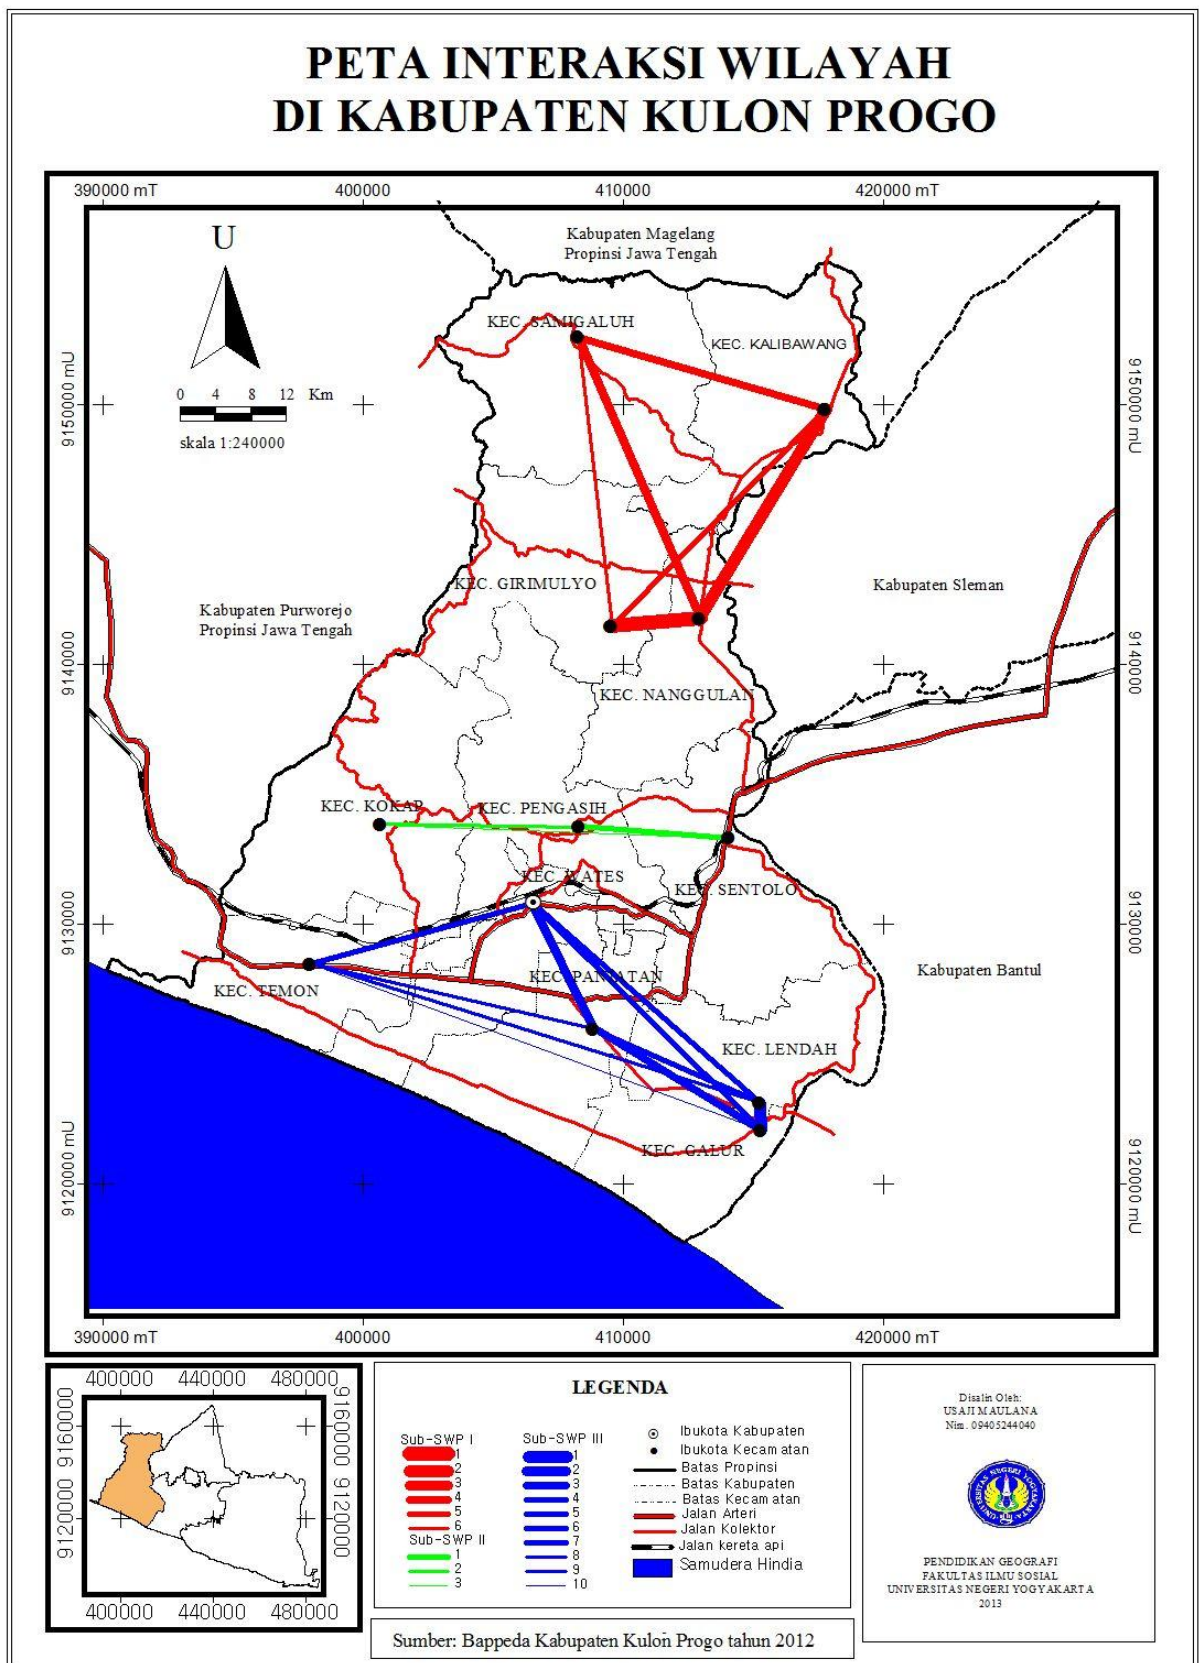 PETA INTERAKSI WILAYAH
DI KABUPATEN KULON PROGO
390000 mT
400000
410000
420000 mT
U
Kabupaten Magelang
Propinsi Jawa Tengah
KEC. SAMIGALUH
KEC. KALIBAWANG
0 4 8 12 Km
skala 1:240000
9150000 mU
9150000 mU
KEC. GIRIMULYO
Kabupaten Sleman
Kabupaten Purworejo
Propinsi Jawa Tengah
9140000
9140000
KEC. NANGGULAN
KEC. KOKAP
KEC. PENGASIH
KEC. WATES
KEC. SENTOLO
9130000
9130000
KEC. PANJATAN
Kabupaten Bantul
KEC. TEMON
KEC. LENDAH
KEC. GALUR
9120000 mU
9120000 mU
390000 mT
400000
410000
420000 mT
400000 440000 480000
9160000
9160000
9120000
9120000
400000 440000 480000
LEGENDA
Sub-SWP I
1
2
3
4
5
6
Sub-SWP II
1
2
3
Sub-SWP III
1
2
3
4
5
6
7
8
9
10
Ibukota Kabupaten
Ibukota Kecamatan
Batas Propinsi
Batas Kabupaten
Batas Kecamatan
Jalan Arteri
Jalan Kolektor
Jalan kereta api
Samudera Hindia
Disalin Oleh:
USAJI MAULANA
Nim. 09405244040
UNIVERSITAS NEGERI YOGYAKARTA
PENDIDIKAN GEOGRAFI
FAKULTAS ILMU SOSIAL
UNIVERSITAS NEGERI YOGYAKARTA
2013
Sumber: Bappeda Kabupaten Kulon Progo tahun 2012